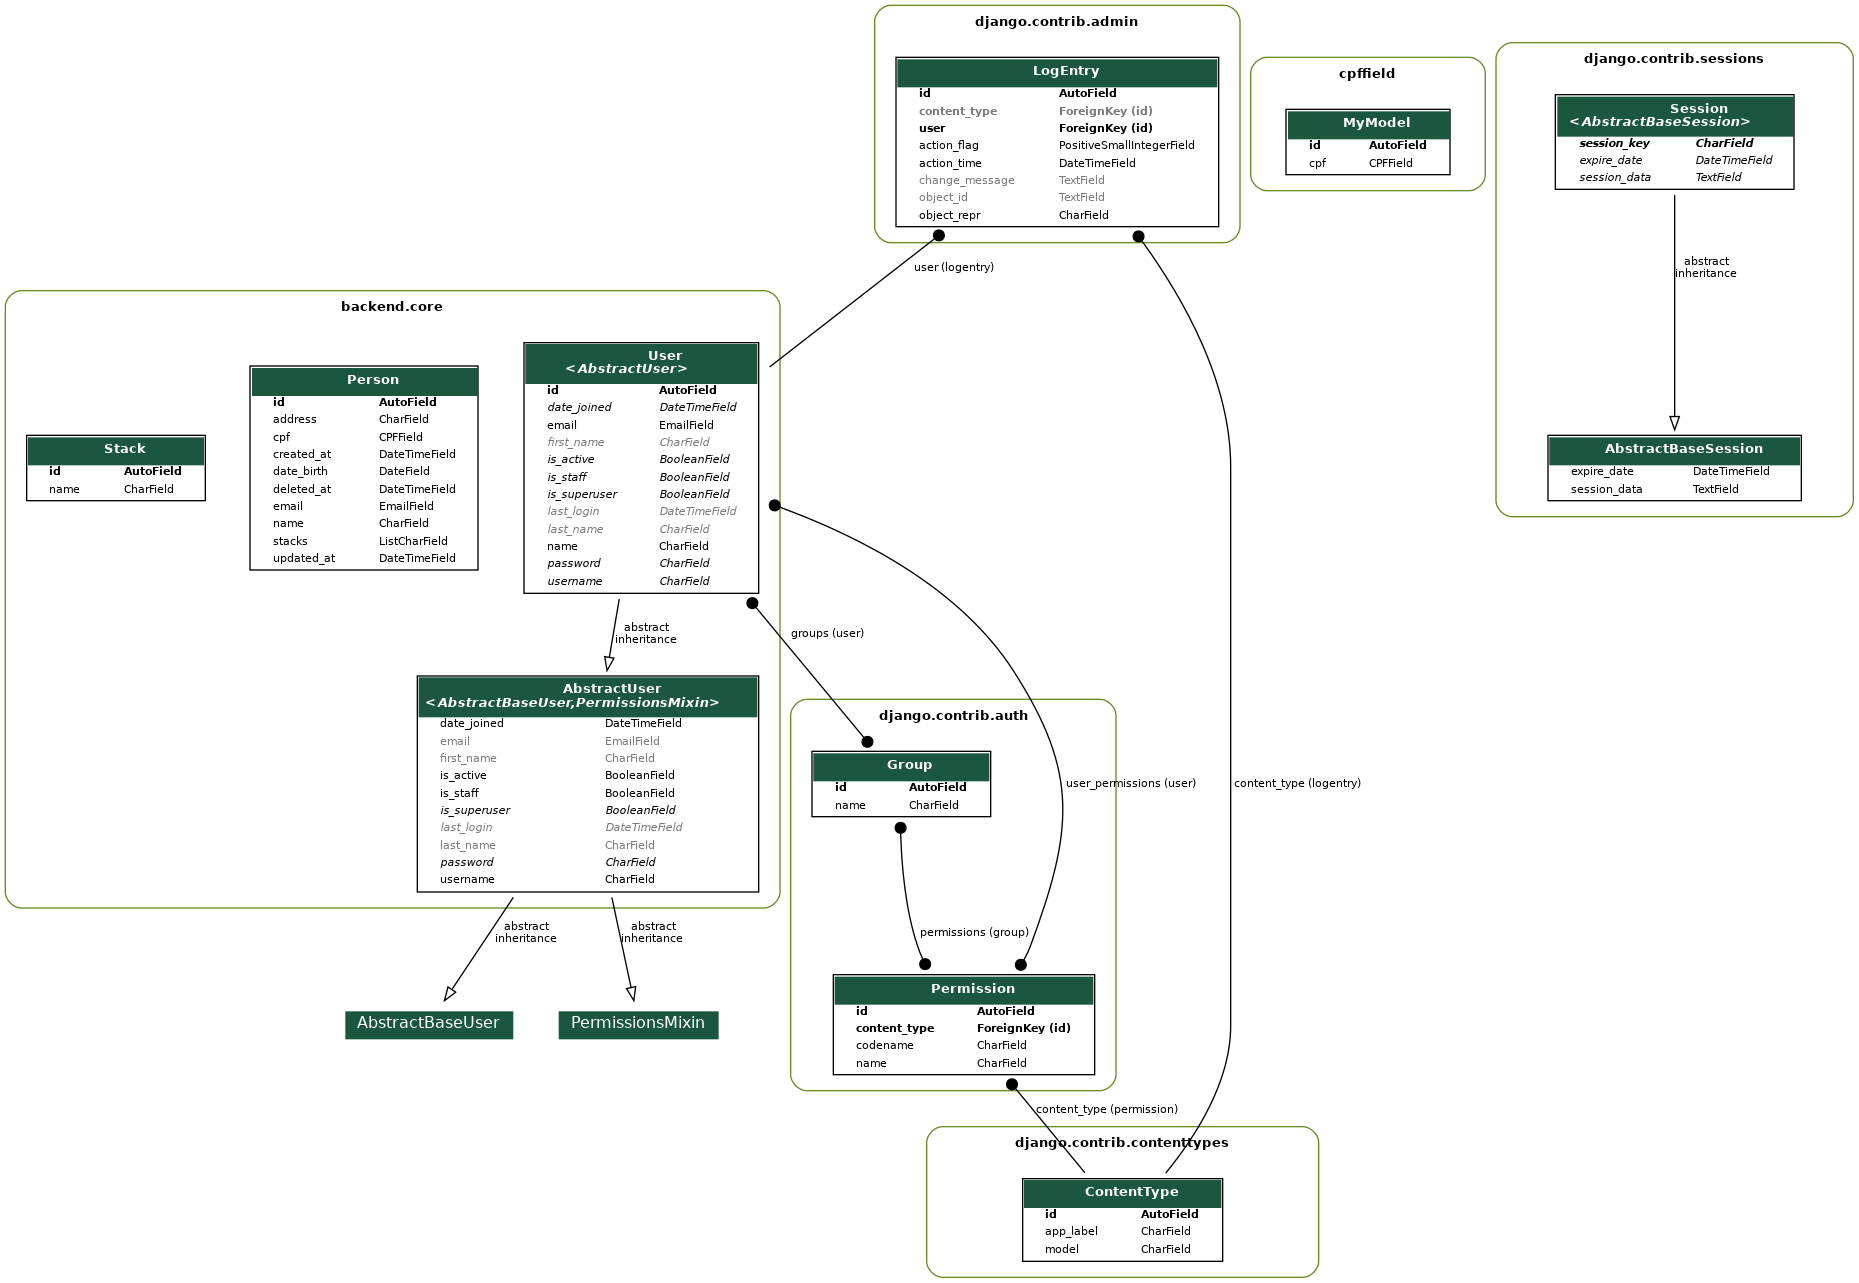 django.contrib.admin
LogEntry
id AutoField
content_type ForeignKey (id)
user ForeignKey (id)
action_flag PositiveSmallIntegerField
action_time DateTimeField
change_message TextField
object_id TextField
object_repr CharField
cpffield
MyModel
id AutoField
cpf CPFField
django.contrib.sessions
Session
<AbstractBaseSession>
session_key CharField
expire_date DateTimeField
session_data TextField
abstract
inheritance
AbstractBaseSession
expire_date DateTimeField
session_data TextField
user (logentry)
backend.core
Stack
id AutoField
name CharField
Person
id AutoField
address CharField
cpf CPFField
created_at DateTimeField
date_birth DateField
deleted_at DateTimeField
email EmailField
name CharField
stacks ListCharField
updated_at DateTimeField
User
<AbstractUser>
id AutoField
date_joined DateTimeField
email EmailField
first_name CharField
is_active BooleanField
is_staff BooleanField
is_superuser BooleanField
last_login DateTimeField
last_name CharField
name CharField
password CharField
username CharField
abstract
inheritance
groups (user)
AbstractUser
<AbstractBaseUser,PermissionsMixin>
date_joined DateTimeField
email EmailField
first_name CharField
is_active BooleanField
is_staff BooleanField
is_superuser BooleanField
last_login DateTimeField
last_name CharField
password CharField
username CharField
abstract
inheritance
abstract
inheritance
AbstractBaseUser
PermissionsMixin
django.contrib.auth
Group
id AutoField
name CharField
user_permissions (user)
content_type (logentry)
permissions (group)
Permission
id AutoField
content_type ForeignKey (id)
codename CharField
name CharField
content_type (permission)
django.contrib.contenttypes
ContentType
id AutoField
app_label CharField
model CharField